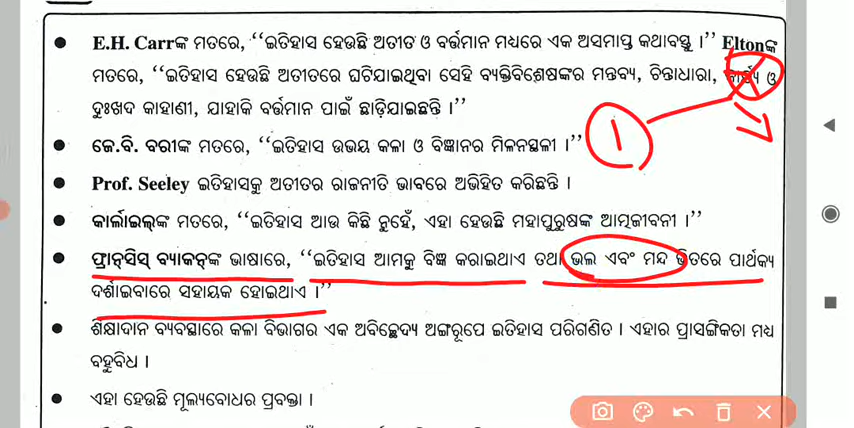 E.H. Carrଙ୍କ ମତରେ, ‘‘ଇତିହାସ ହେଉଛି ଅତୀତ ଓ ବର୍ତ୍ତମାନ ମଧ୍ୟରେ ଏକ ଅସମାପ୍ତ କଥାବସ୍ତୁ ।’’ Eltonଙ୍କ
ମତରେ, ‘‘ଇତିହାସ ହେଉଛି ଅତୀତରେ ଘଟିଯାଇଥିବା ସେହି ବ୍ୟକ୍ତିବିଶେଷଙ୍କର ମନ୍ତବ୍ୟ, ଚିନ୍ତାଧାରା, କାର୍ଯ୍ୟ ଓ
ଦୁଃଖଦ କାହାଣୀ, ଯାହାକି ବର୍ତ୍ତମାନ ପାଇଁ ଛାଡ଼ିଯାଇଛନ୍ତି ।’’
ଜେ.ବି. ବରୀଙ୍କ ମତରେ, ‘‘ଇତିହାସ ଉଭୟ କଳା ଓ ବିଜ୍ଞାନର ମିଳନସ୍ଥଳୀ ।’’
Prof. Seeley ଇତିହାସକୁ ଅତୀତର ରାଜନୀତି ଭାବରେ ଅଭିହିତ କରିଛନ୍ତି ।
କାର୍ଲାଇଲ୍‌ଙ୍କ ମତରେ, ‘‘ଇତିହାସ ଆଉ କିଛି ନୁହେଁ, ଏହା ହେଉଛି ମହାପୁରୁଷଙ୍କ ଆତ୍ମଜୀବନୀ ।’’
ଫ୍ରାନ୍‌ସିସ୍ ବ୍ୟାକନ୍‌ଙ୍କ ଭାଷାରେ, ‘‘ଇତିହାସ ଆମକୁ ବିଜ୍ଞ କରାଇଥାଏ ତଥା ଭଲ ଏବଂ ମନ୍ଦ ଭିତରେ ପାର୍ଥକ୍ୟ
ଦର୍ଶାଇବାରେ ସହାୟକ ହୋଇଥାଏ ।’’
ଶିକ୍ଷାଦାନ ବ୍ୟବସ୍ଥାରେ କଳା ବିଭାଗର ଏକ ଅବିଚ୍ଛେଦ୍ୟ ଅଙ୍ଗରୂପେ ଇତିହାସ ପରିଗଣିତ । ଏହାର ପ୍ରାସଙ୍ଗିକତା ମଧ୍ୟ
ବହୁବିଧ ।
ଏହା ହେଉଛି ମୂଲ୍ୟବୋଧର ପ୍ରବକ୍ତା ।